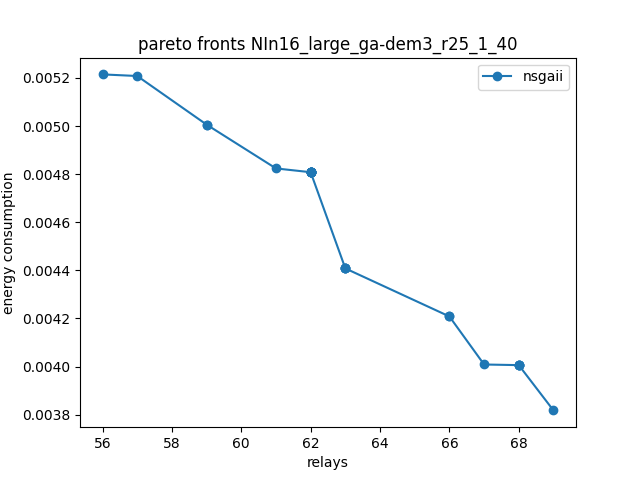 pareto fronts NIn16_large_ga-dem3_r25_1_40
nsgaii
energy consumption
0.0052
0.0050
0.0048
0.0046
0.0044
0.0042
0.0040
0.0038
56 58 60 62 64 66 68
relays